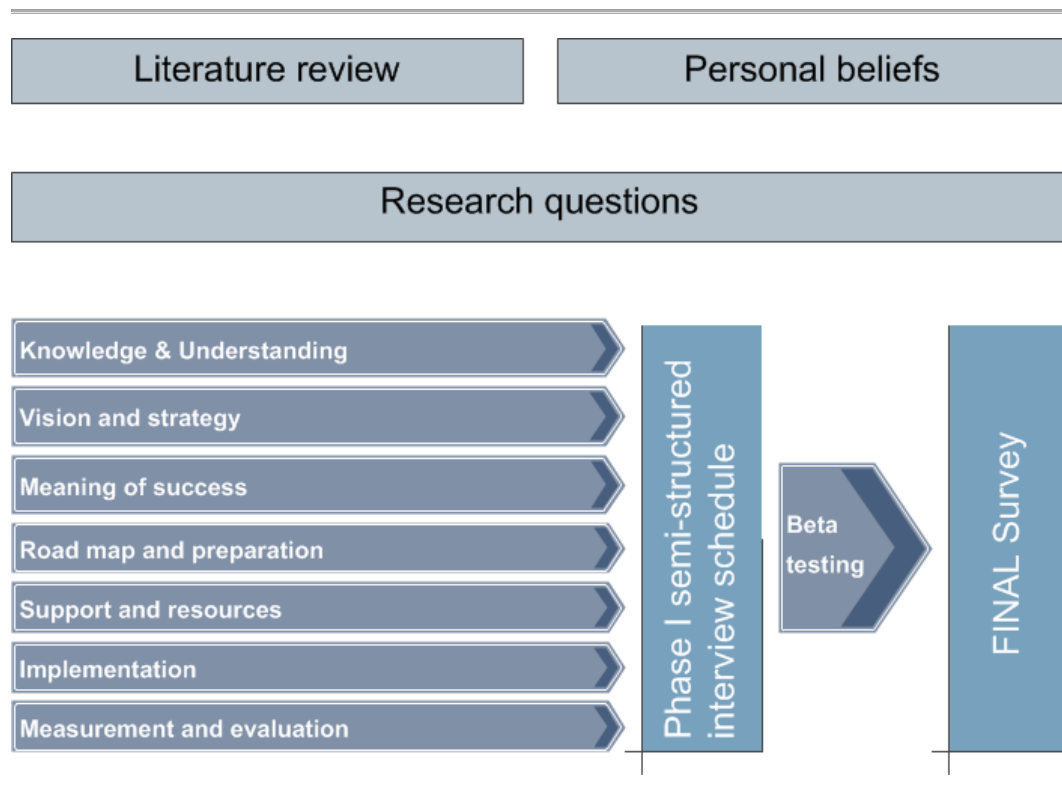 Literature review
Personal beliefs
Research questions
Knowledge & Understanding
Vision and strategy
Meaning of success
Road map and preparation
Support and resources
Implementation
Measurement and evaluation
Phase I semi-structured
interview schedule
Beta
testing
FINAL Survey